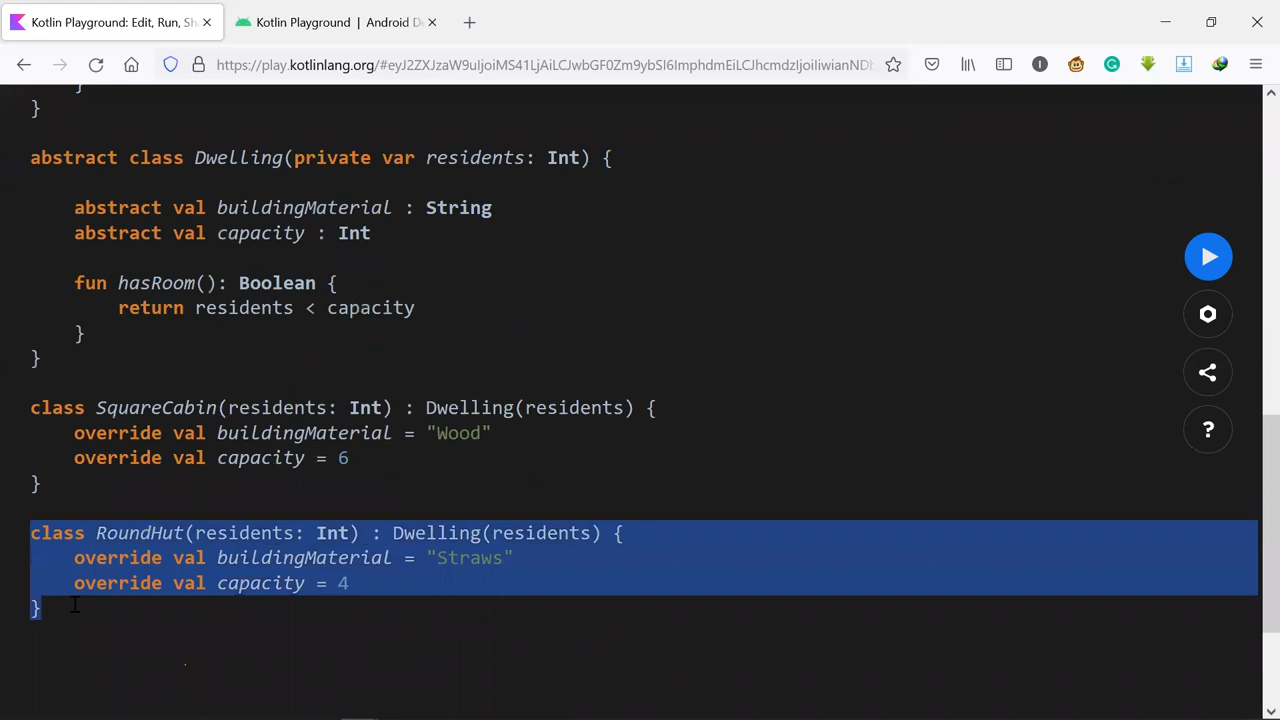 Kotlin Playground: Edit, Run, Sh
Kotlin Playground | Android De
https://play.kotlinlang.org/#eyJ2ZXJzaW9uIjoiMS41LjAiLCJwbGF0Zm9ybSI6ImphdmEiLCJhcmdzIjoiIiwianNDb
}
}
abstract class Dwelling(private var residents: Int) {
abstract val buildingMaterial : String
abstract val capacity : Int
fun hasRoom(): Boolean {
return residents < capacity
}
}
class SquareCabin(residents: Int) : Dwelling(residents) {
override val buildingMaterial = "Wood"
override val capacity = 6
}
class RoundHut(residents: Int) : Dwelling(residents) {
override val buildingMaterial = "Straws"
override val capacity = 4
}